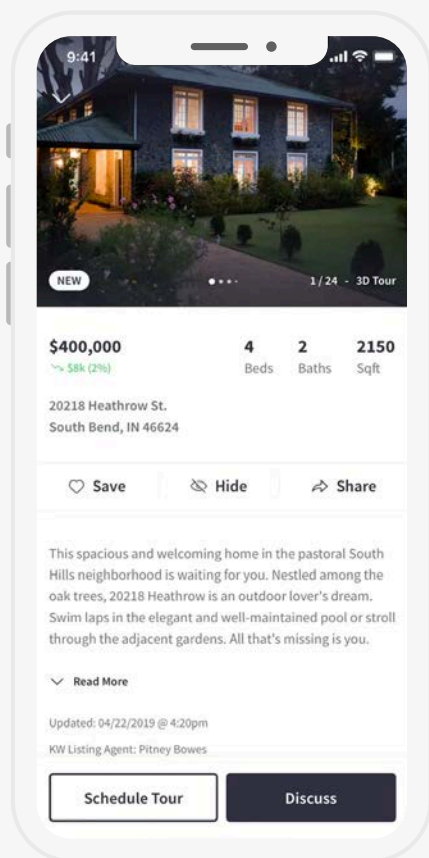 9:41
NEW
1 / 24 - 3D Tour
$400,000 4 2 2150
$8k (2%) Beds Baths Sqft
20218 Heathrow St.
South Bend, IN 46624
Save Hide Share
This spacious and welcoming home in the pastoral South
Hills neighborhood is waiting for you. Nestled among the
oak trees, 20218 Heathrow is an outdoor lover's dream.
Swim laps in the elegant and well-maintained pool or stroll
through the adjacent gardens. All that's missing is you.
Read More
Updated: 04/22/2019 @ 4:20pm
KW Listing Agent: Pitney Bowes
Schedule Tour Discuss